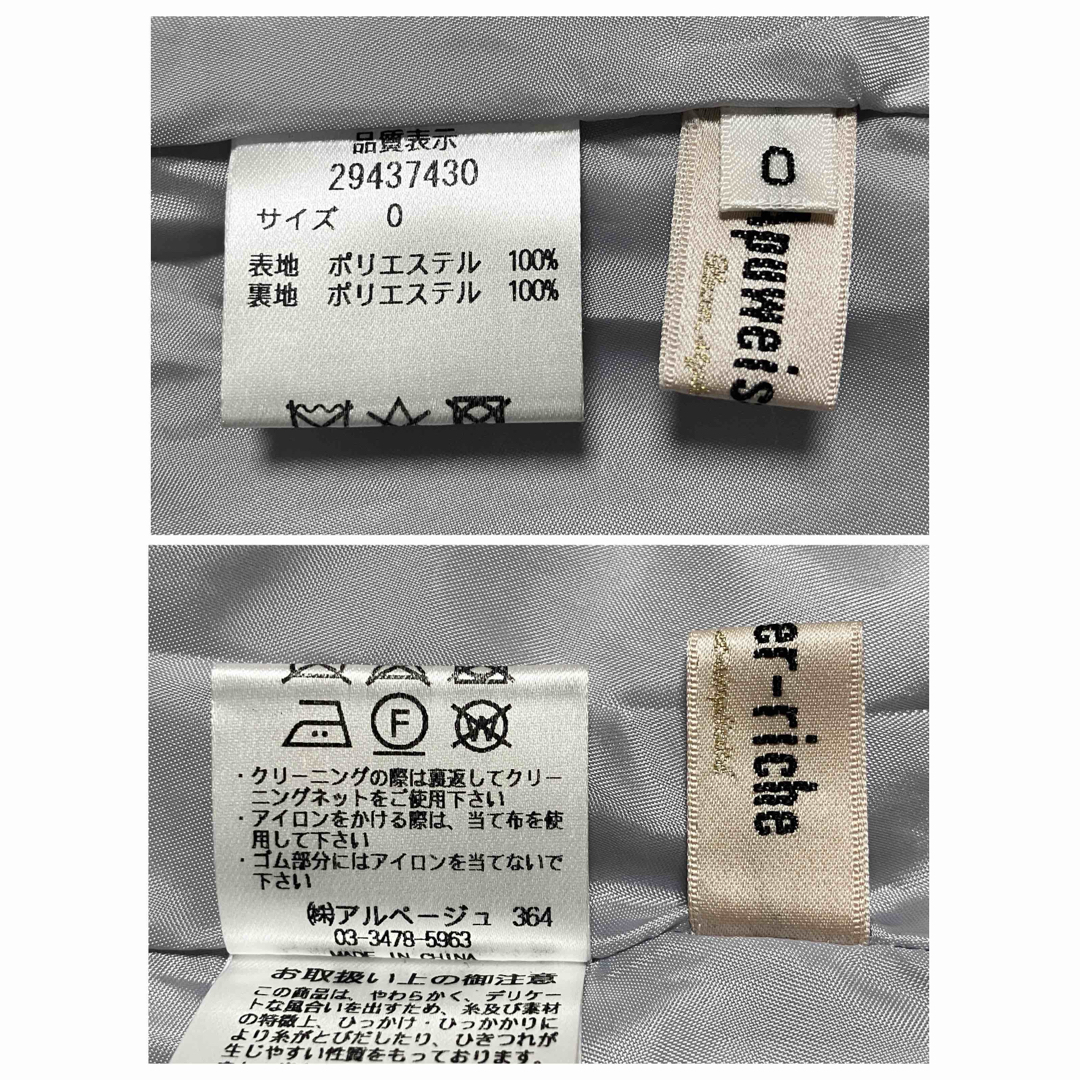 品質表示
29437430
サイズ 0
表地 ポリエステル 100%
裏地 ポリエステル 100%
0
puweis
F
W
・クリーニングの際は裏返してクリー
ニングネットをご使用下さい
・アイロンをかける際は、当て布を使
用して下さい
・ゴム部分にはアイロンを当てないで
下さい
㈱アルページュ 364
03-3478-5963
MADE IN CHINA
お取扱い上の御注意
この商品は、やわらかく、デリケー
トな風合いを出すため、糸及び素材
の特徴上、ひっかけ・ひっかかりに
より糸がとびだしたり、ひきつれが
生じやすい性質をもっております。
er-riche